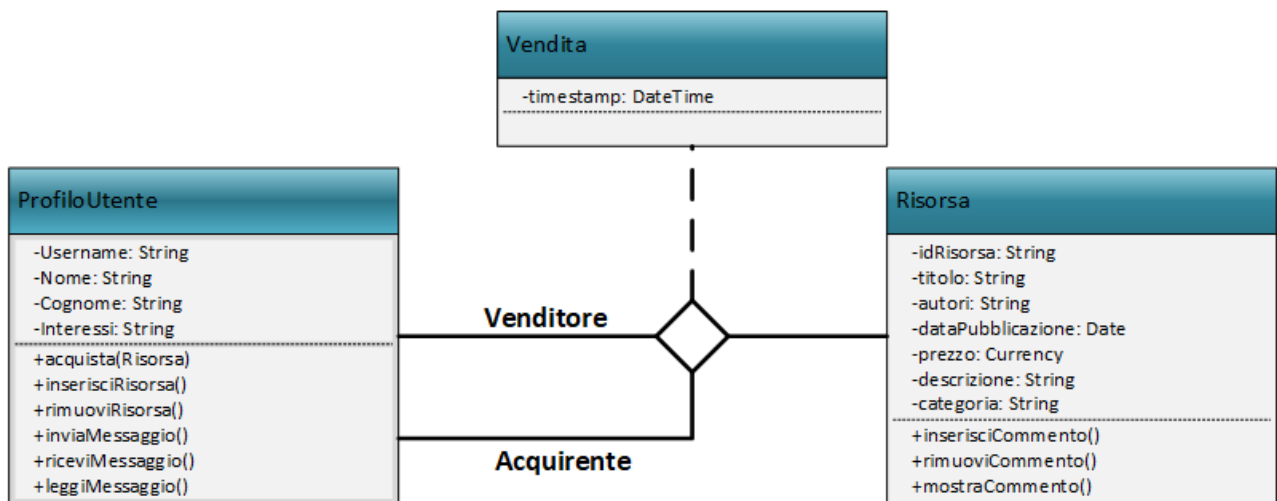 Vendita
-timestamp: DateTime
ProfiloUtente
-Username: String
-Nome: String
-Cognome: String
-Interessi: String
+acquista(Risorsa)
+inserisciRisorsa()
+rimuoviRisorsa()
+inviaMessaggio()
+riceviMessaggio()
+leggiMessaggio()
Venditore
Acquirente
Risorsa
-idRisorsa: String
-titolo: String
-autori: String
-dataPubblicazione: Date
-prezzo: Currency
-descrizione: String
-categoria: String
+inserisciCommento()
+rimuoviCommento()
+mostraCommento()